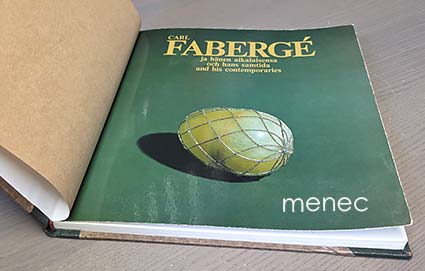 CARL
FABERGÉ
ja hänen aikalaisensa
och hans samtida
and his contemporaries
menec